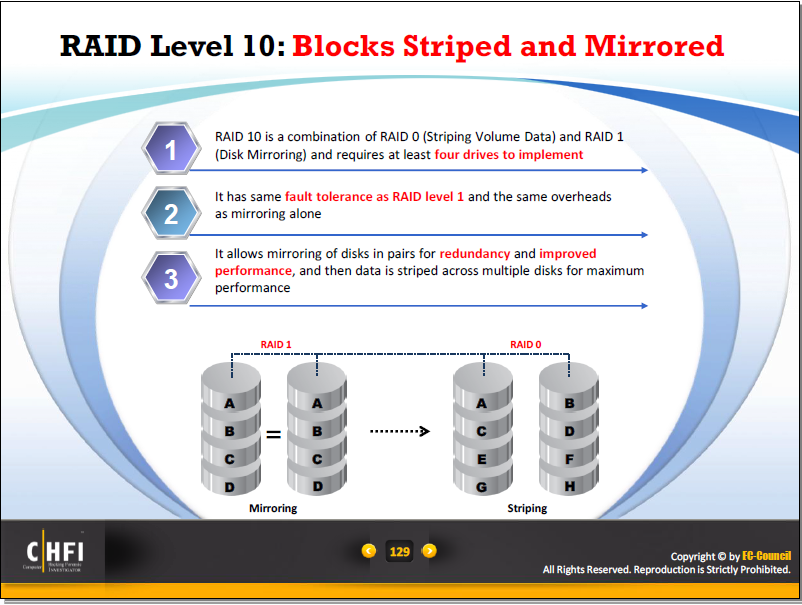 RAID Level 10: Blocks Striped and Mirrored
1
RAID 10 is a combination of RAID 0 (Striping Volume Data) and RAID 1
(Disk Mirroring) and requires at least four drives to implement
2
It has same fault tolerance as RAID level 1 and the same overheads
as mirroring alone
3
It allows mirroring of disks in pairs for redundancy and improved
performance, and then data is striped across multiple disks for maximum
performance
RAID 1 RAID 0
A A A B
B = B C D
C C E F
D D G H
Mirroring Striping
CHFI
Computer Hacking Forensic
INVESTIGATOR
129
Copyright © by EC-Council
All Rights Reserved. Reproduction is Strictly Prohibited.